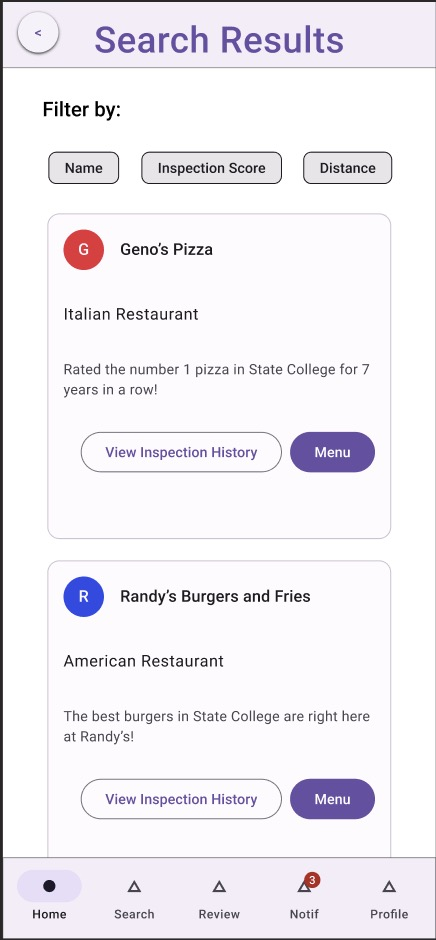 <
Search Results
Filter by:
Name
Inspection Score
Distance
G
Geno’s Pizza
Italian Restaurant
Rated the number 1 pizza in State College for 7
years in a row!
View Inspection History
Menu
R
Randy’s Burgers and Fries
American Restaurant
The best burgers in State College are right here
at Randy’s!
View Inspection History
Menu
3
Home
Search
Review
Notif
Profile